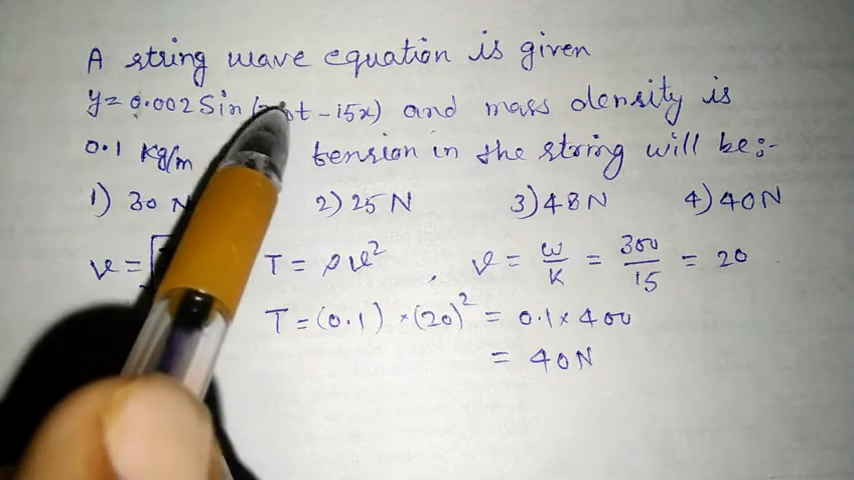 A string wave equation is given
y = 0.002 Sin ( t - 15x) and mass density is
0.1 Kg/m tension in the string will be:-
1) 30 N 2) 25 N 3) 48 N 4) 40 N
v = √ T = ρv² , v = ω/K = 300/15 = 20
T = (0.1) × (20)² = 0.1 × 400
= 40 N